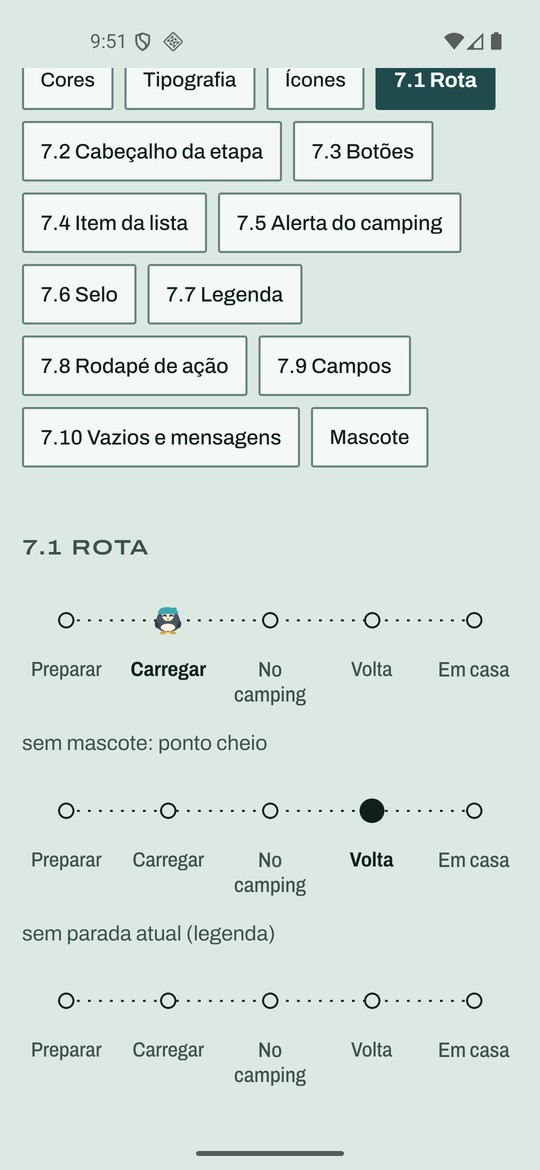 9:51
Cores Tipografia Ícones 7.1 Rota
7.2 Cabeçalho da etapa 7.3 Botões
7.4 Item da lista 7.5 Alerta do camping
7.6 Selo 7.7 Legenda
7.8 Rodapé de ação 7.9 Campos
7.10 Vazios e mensagens Mascote
7.1 ROTA
Preparar Carregar No camping Volta Em casa
sem mascote: ponto cheio
Preparar Carregar No camping Volta Em casa
sem parada atual (legenda)
Preparar Carregar No camping Volta Em casa